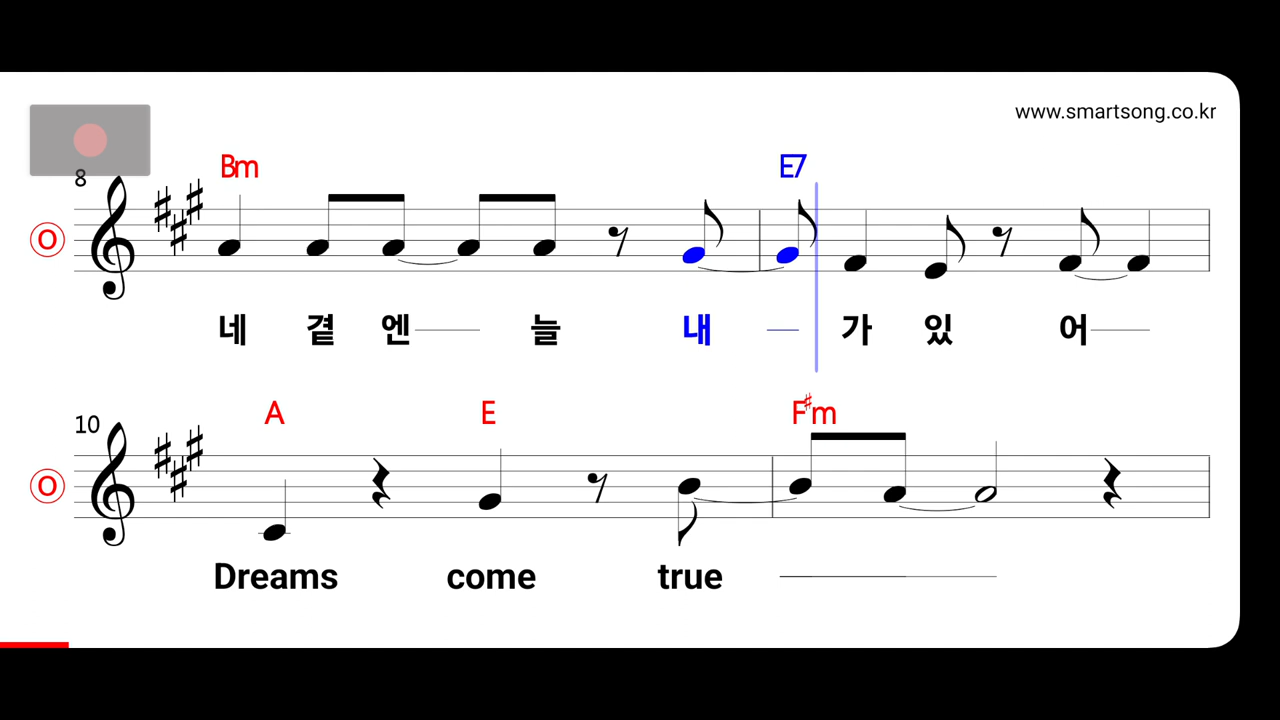 www.smartsong.co.kr
8
Bm E7
O
네 곁 엔 늘 내 가 있 어
10
A E F♯m
O
Dreams come true